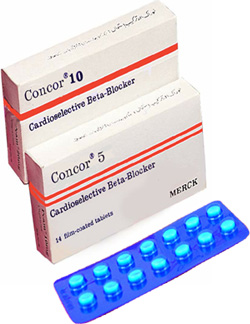 Concor® 10
Cardioselective Beta-Blocker
Concor® 5
Cardioselective Beta-Blocker
MERCK
14 film-coated tablets